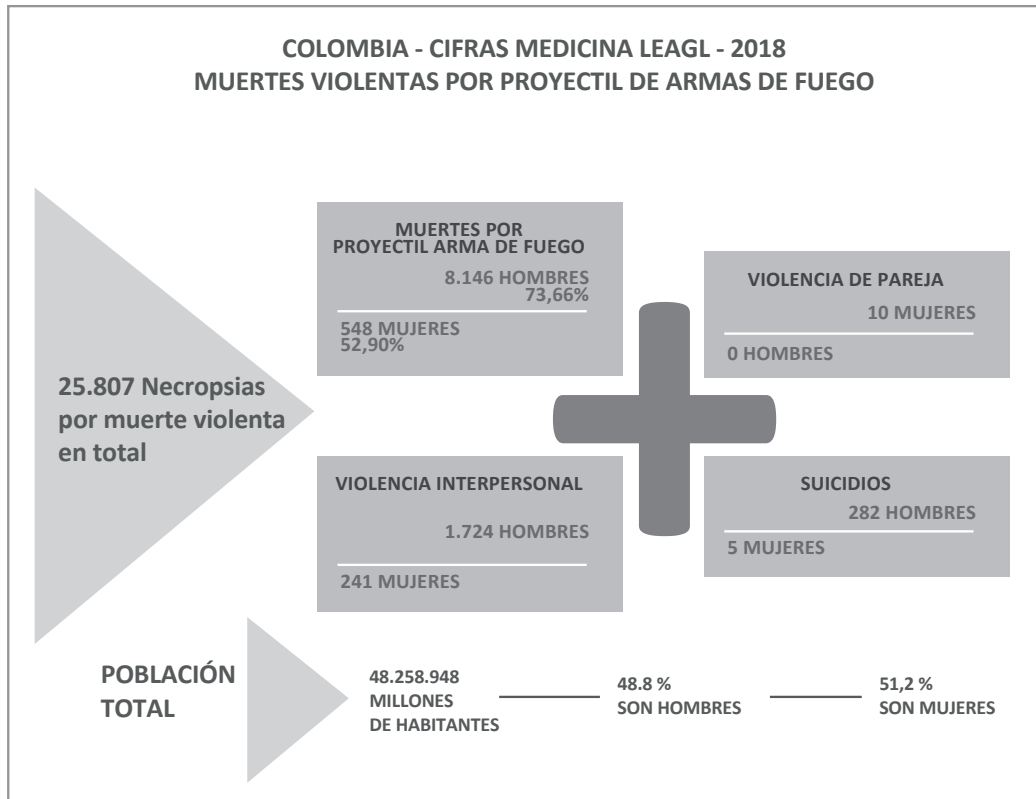 COLOMBIA - CIFRAS MEDICINA LEAGL - 2018
MUERTES VIOLENTAS POR PROYECTIL DE ARMAS DE FUEGO
25.807 Necropsias
por muerte violenta
en total
MUERTES POR
PROYECTIL ARMA DE FUEGO
8.146 HOMBRES
73,66%
548 MUJERES
52,90%
VIOLENCIA DE PAREJA
10 MUJERES
0 HOMBRES
VIOLENCIA INTERPERSONAL
1.724 HOMBRES
241 MUJERES
SUICIDIOS
282 HOMBRES
5 MUJERES
POBLACIÓN
TOTAL
48.258.948
MILLONES
DE HABITANTES
48.8 %
SON HOMBRES
51,2 %
SON MUJERES